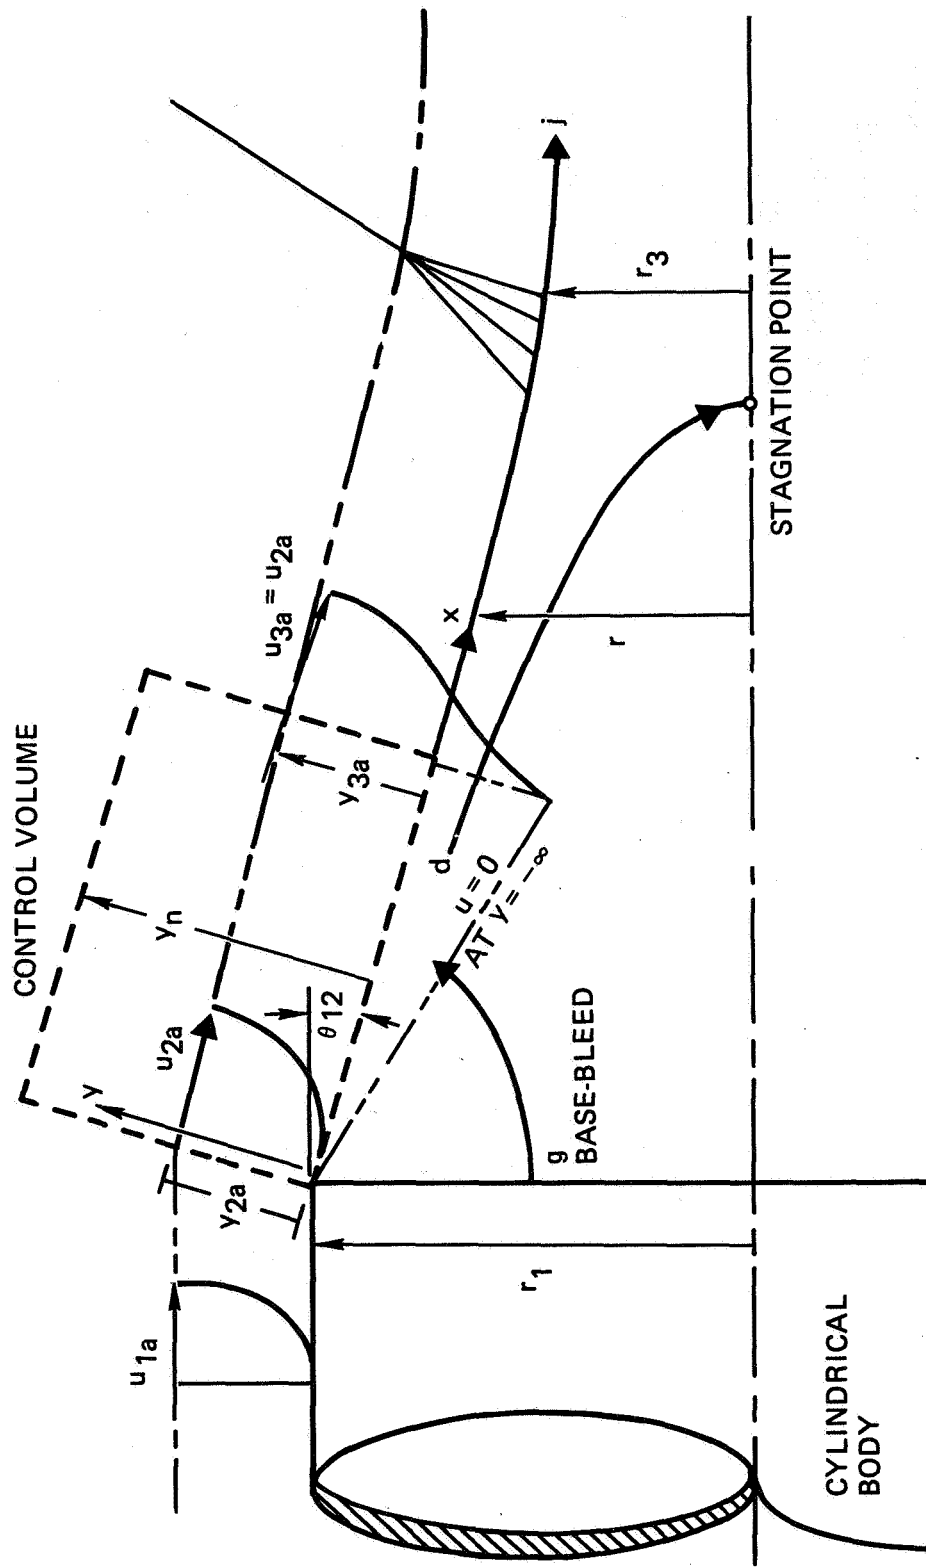 CONTROL VOLUME
u1a
y2a
y
u2a
yn
θ12
y3a
u3a = u2a
x
j
d
u = 0
AT y = -∞
g
BASE-BLEED
r1
r
r3
STAGNATION POINT
CYLINDRICAL
BODY